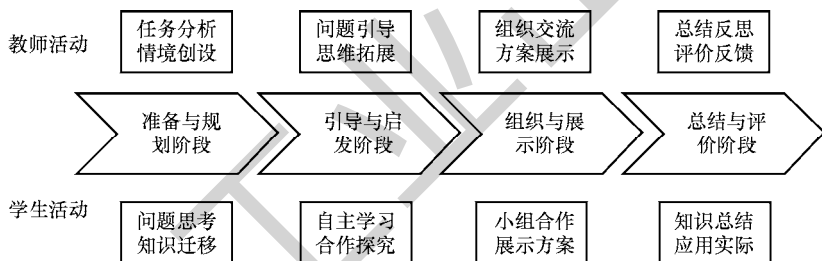 教师活动
任务分析
情境创设
问题引导
思维拓展
组织交流
方案展示
总结反思
评价反馈
准备与规
划阶段
引导与启
发阶段
组织与展
示阶段
总结与评
价阶段
学生活动
问题思考
知识迁移
自主学习
合作探究
小组合作
展示方案
知识总结
应用实际